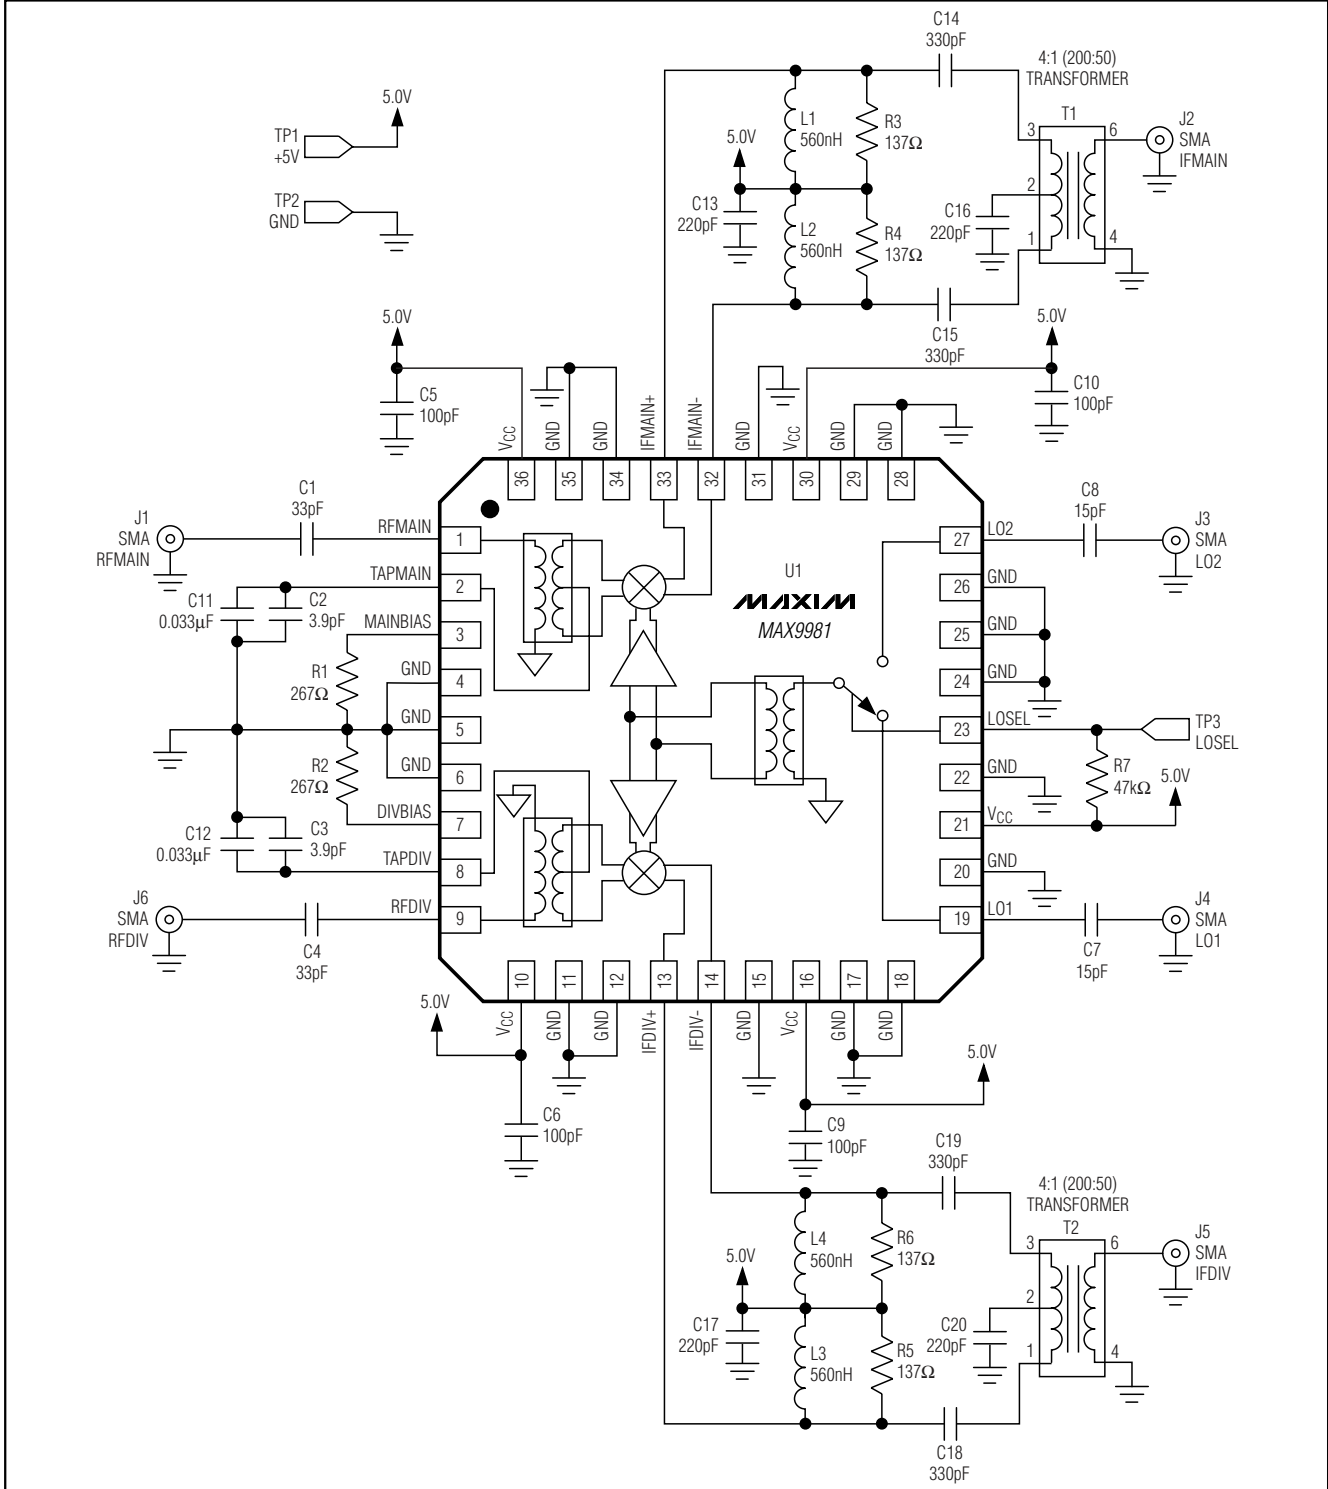 C14
330pF
4:1 (200:50)
TRANSFORMER
T1
5.0V
TP1
+5V
TP2
GND
L1
560nH
R3
137Ω
5.0V
C13
220pF
L2
560nH
R4
137Ω
C16
220pF
3
2
1
6
4
J2
SMA
IFMAIN
C15
330pF
5.0V
C5
100pF
5.0V
C10
100pF
VCC
GND
GND
IFMAIN+
IFMAIN-
GND
VCC
GND
GND
36
35
34
33
32
31
30
29
28
J1
SMA
RFMAIN
C1
33pF
RFMAIN
1
TAPMAIN
2
C11
0.033µF
C2
3.9pF
MAINBIAS
3
R1
267Ω
GND
4
GND
5
R2
267Ω
GND
6
DIVBIAS
7
C12
0.033µF
C3
3.9pF
TAPDIV
8
J6
SMA
RFDIV
C4
33pF
RFDIV
9
U1
MAXIM
MAX9981
27
LO2
C8
15pF
J3
SMA
LO2
26
GND
25
GND
24
GND
23
LOSEL
TP3
LOSEL
R7
47kΩ
5.0V
22
GND
21
VCC
20
GND
19
LO1
C7
15pF
J4
SMA
LO1
10
11
12
13
14
15
16
17
18
VCC
GND
GND
IFDIV+
IFDIV-
GND
VCC
GND
GND
5.0V
C6
100pF
5.0V
C9
100pF
C19
330pF
4:1 (200:50)
TRANSFORMER
T2
L4
560nH
R6
137Ω
5.0V
C17
220pF
L3
560nH
R5
137Ω
C20
220pF
3
2
1
6
4
J5
SMA
IFDIV
C18
330pF